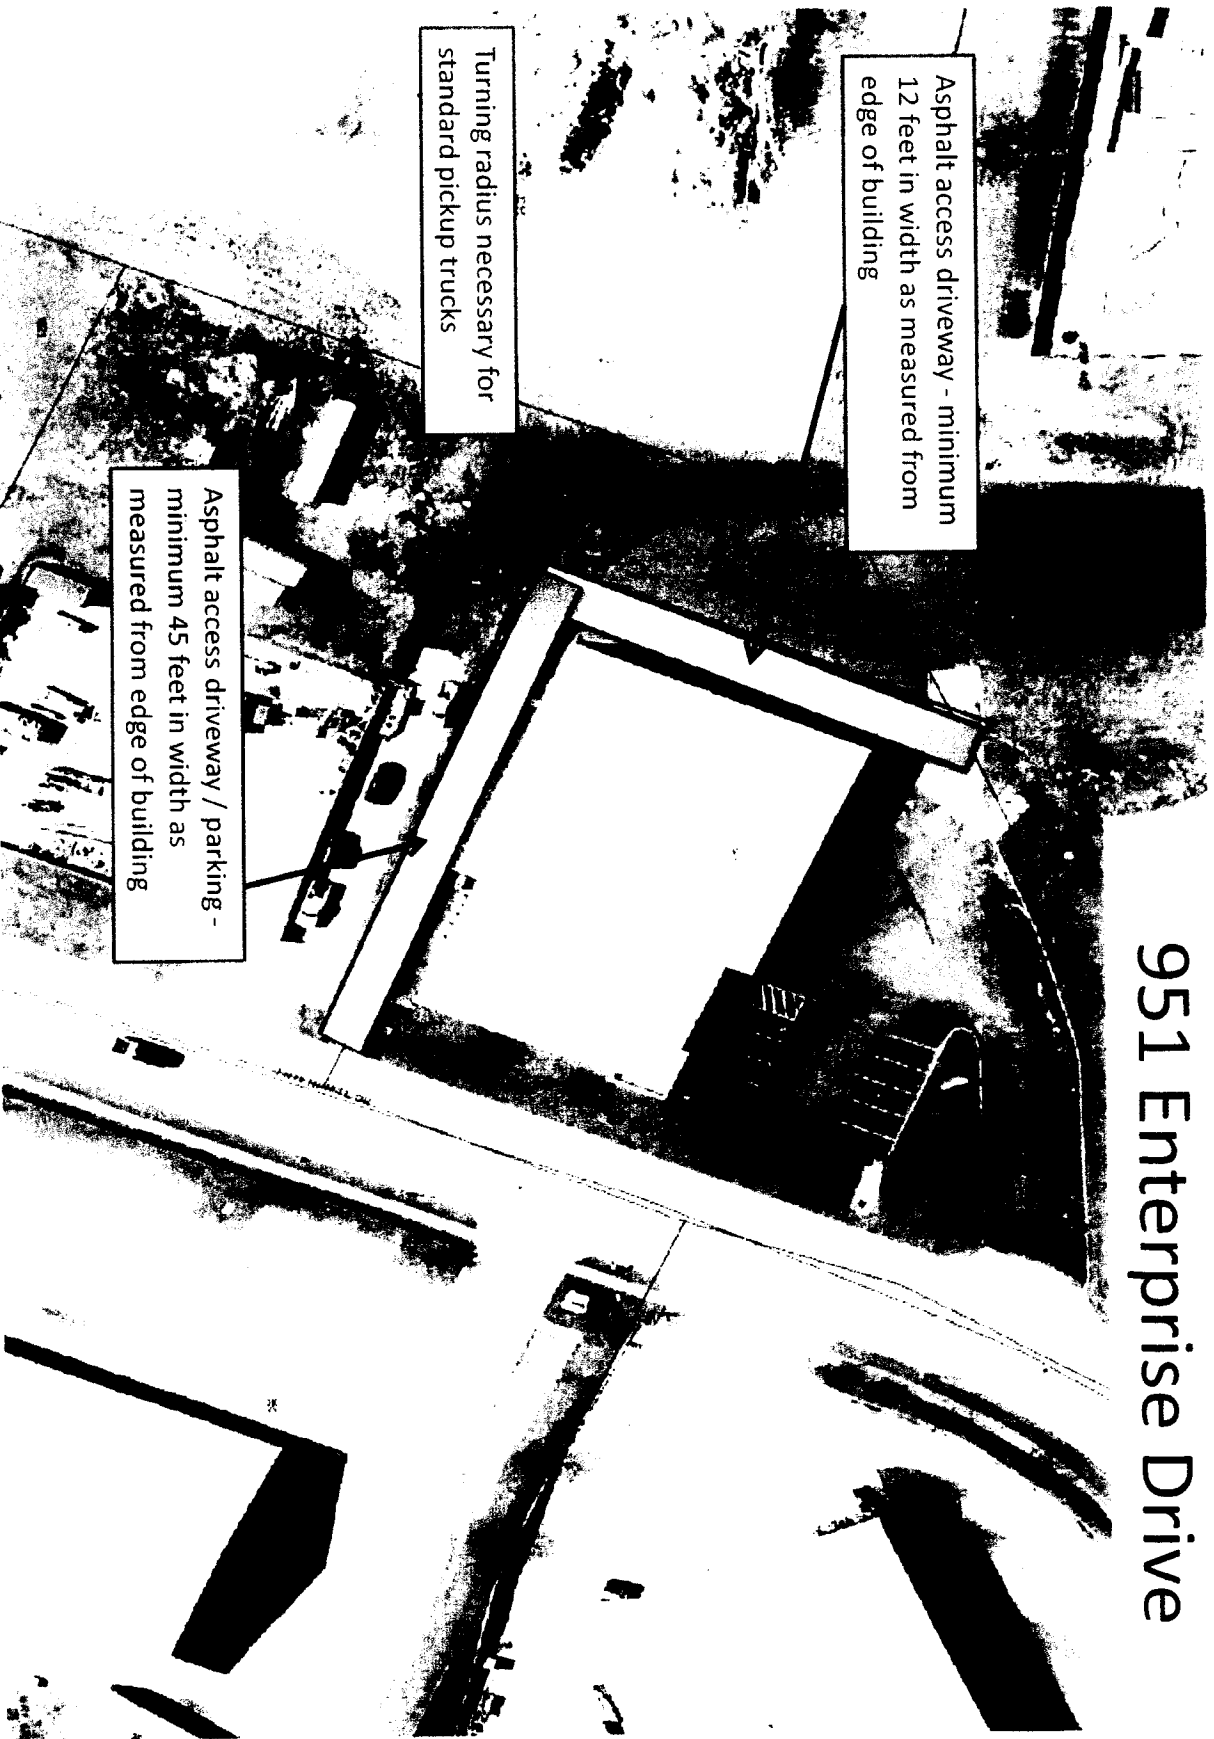 951 Enterprise Drive
Asphalt access driveway - minimum
12 feet in width as measured from
edge of building
Turning radius necessary for
standard pickup trucks
Asphalt access driveway / parking -
minimum 45 feet in width as
measured from edge of building